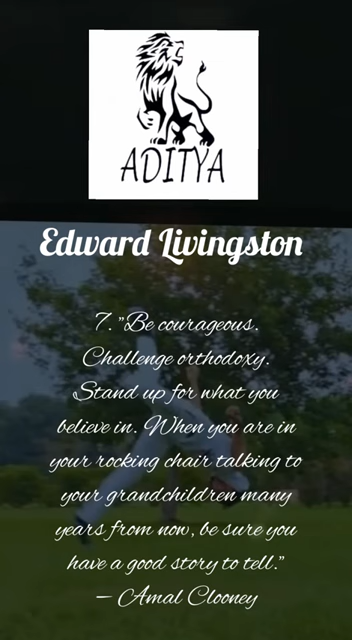 ADITYA
Edward Livingston
7. "Be courageous.
Challenge orthodoxy.
Stand up for what you
believe in. When you are in
your rocking chair talking to
your grandchildren many
years from now, be sure you
have a good story to tell."
– Amal Clooney